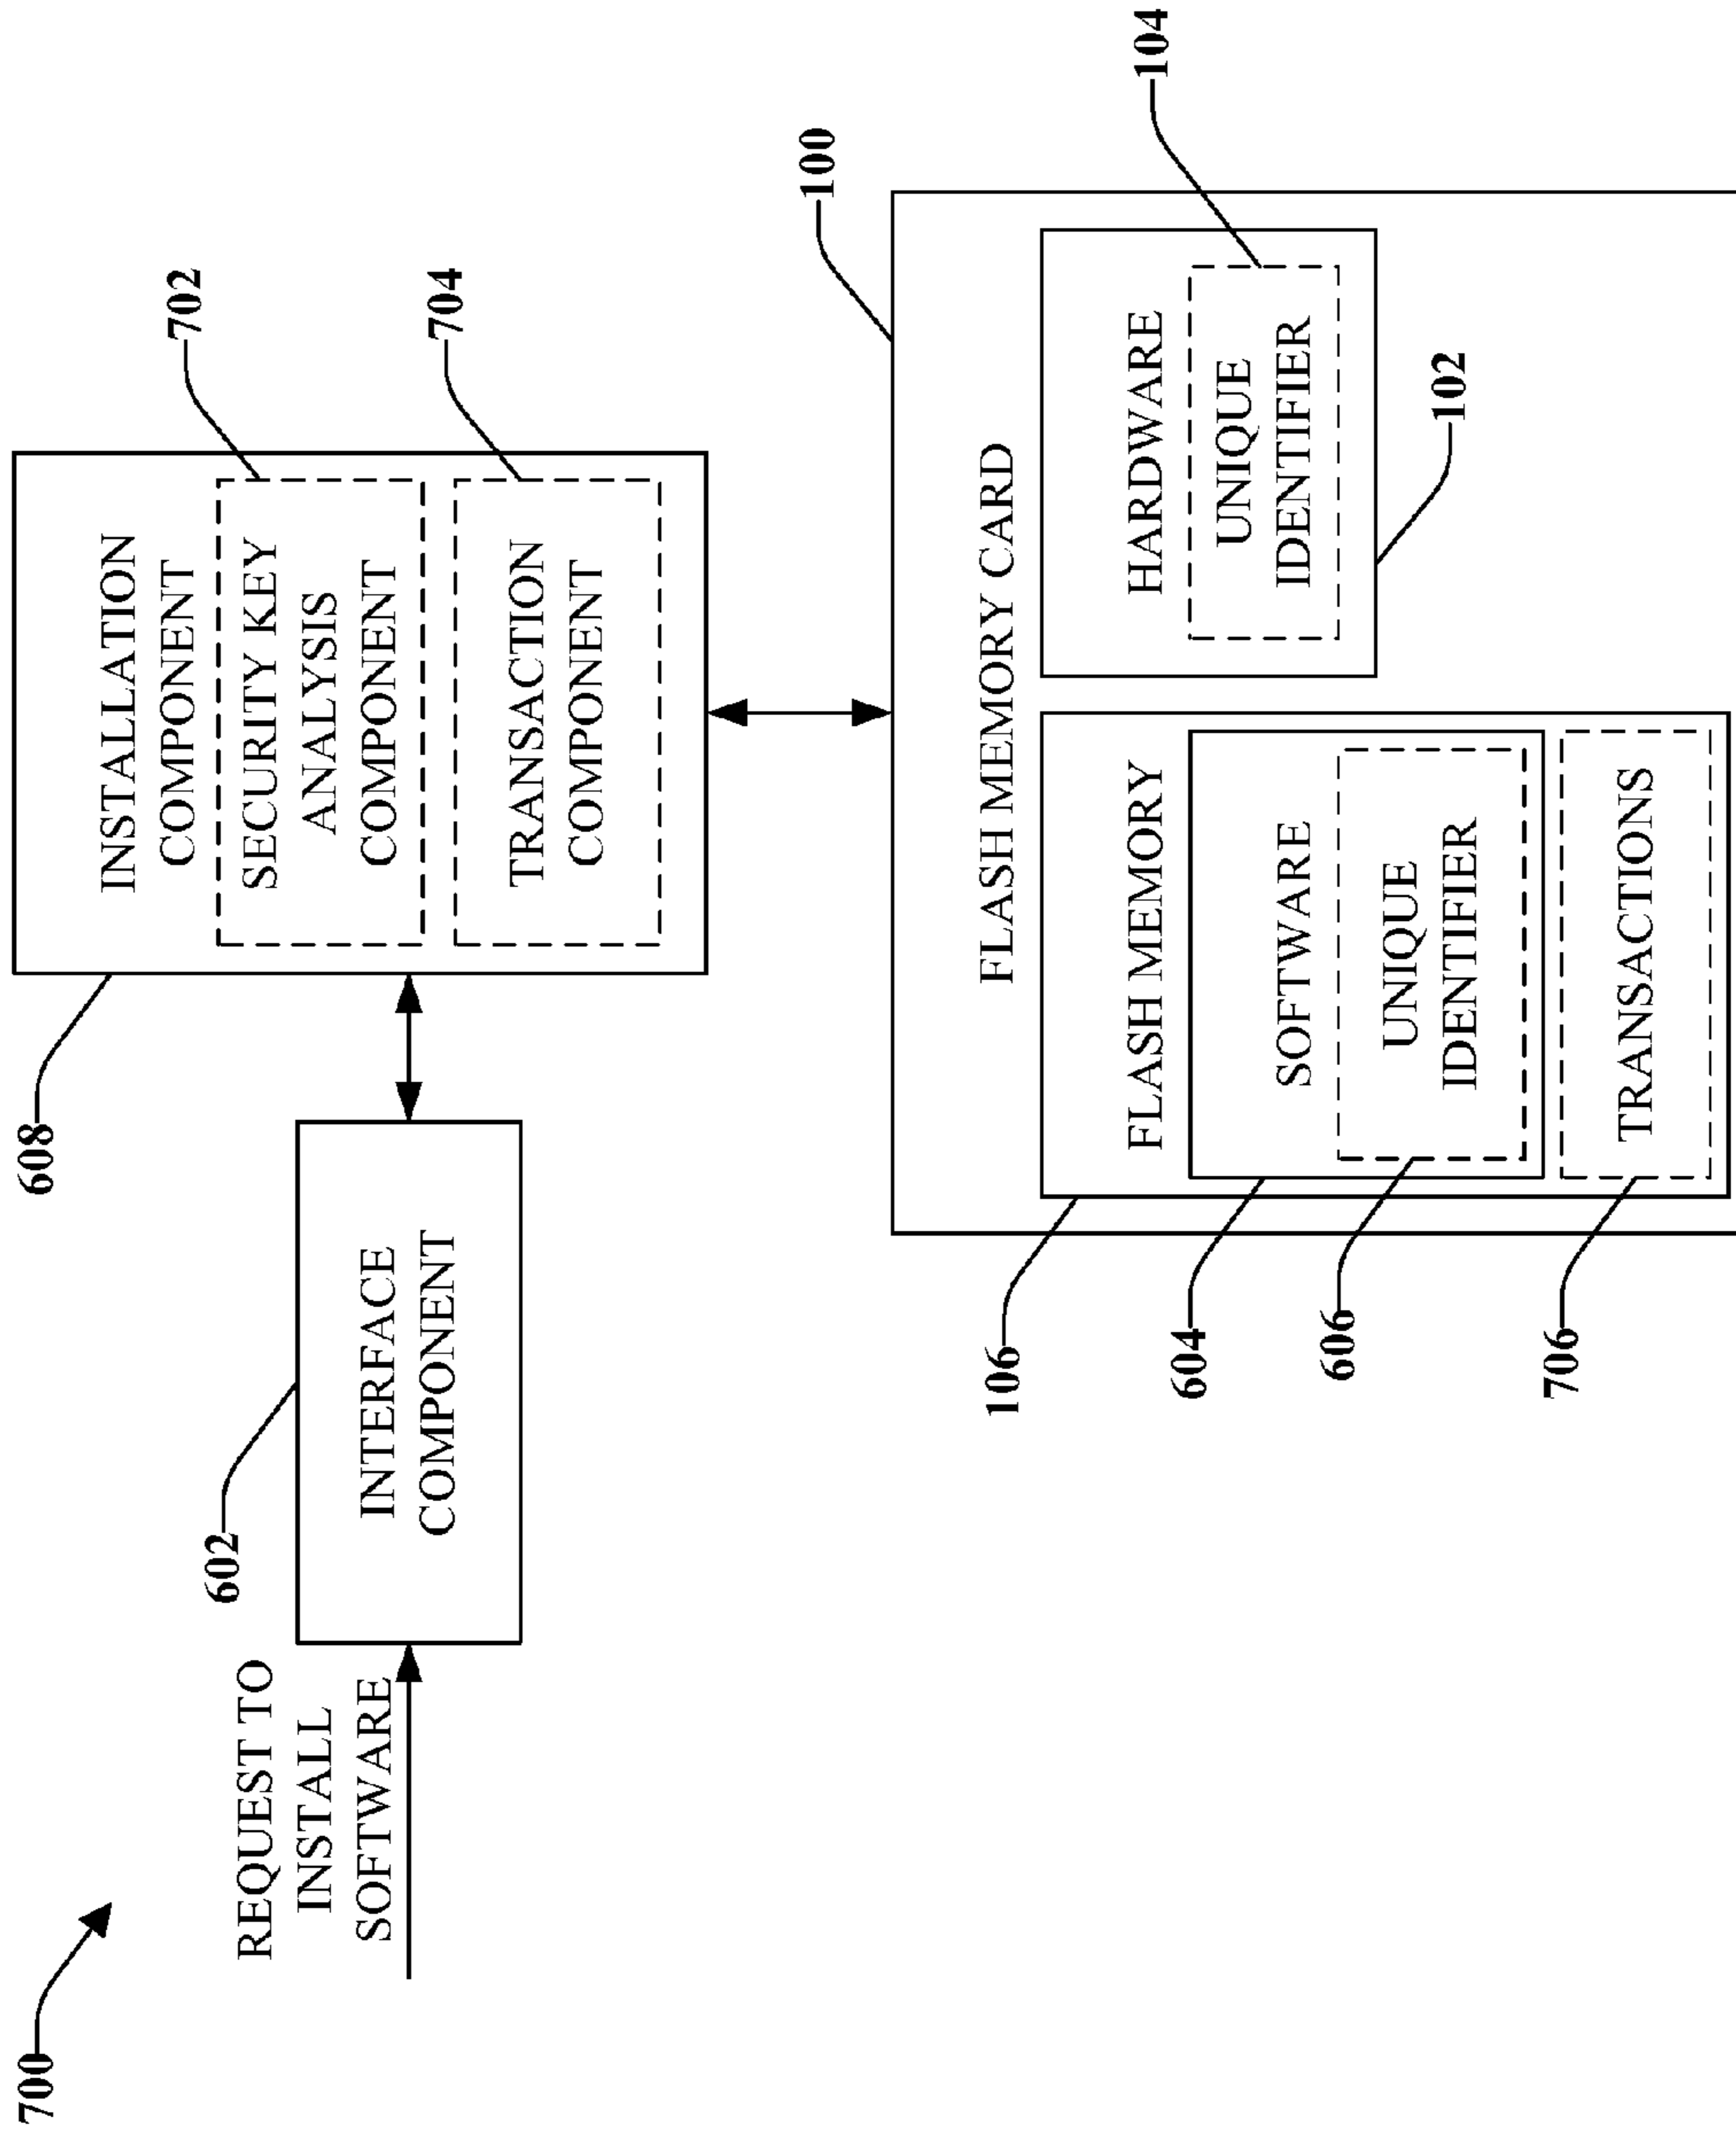 700
REQUEST TO
INSTALL
SOFTWARE
602
INTERFACE
COMPONENT
608
INSTALLATION
COMPONENT
SECURITY KEY
ANALYSIS
COMPONENT
702
TRANSACTION
COMPONENT
704
100
FLASH MEMORY CARD
106
FLASH MEMORY
604
SOFTWARE
606
UNIQUE
IDENTIFIER
706
TRANSACTIONS
HARDWARE
104
UNIQUE
IDENTIFIER
102